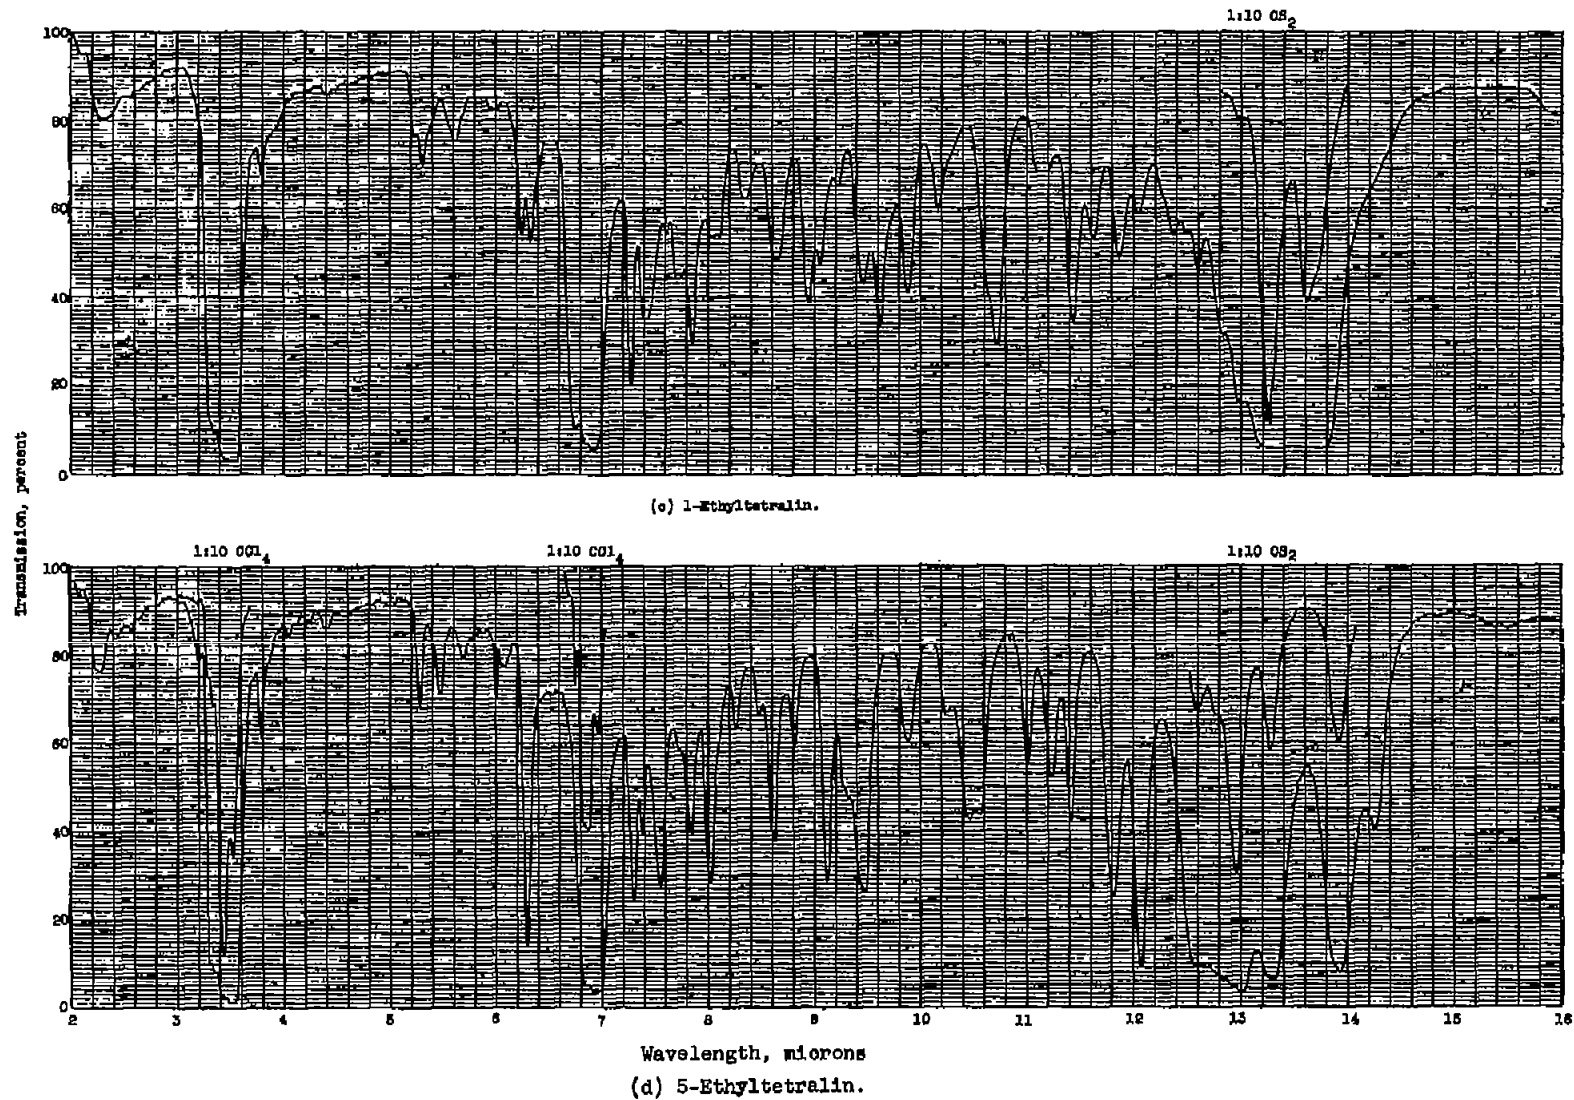 1:10 CS2
100
80
60
40
20
0
(c) 1-Ethyltetralin.
Transmission, percent
1:10 CCl4
1:10 CCl4
1:10 CS2
100
80
60
40
20
0
2 3 4 5 6 7 8 9 10 11 12 13 14 15 16
Wavelength, microns
(d) 5-Ethyltetralin.